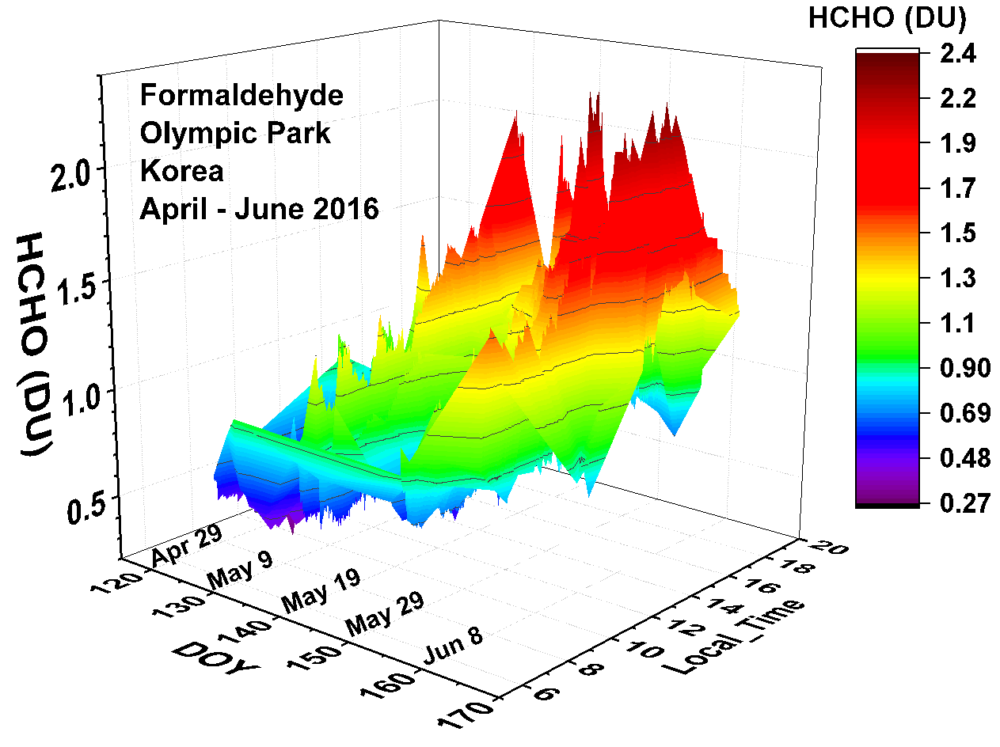 HCHO (DU)
Formaldehyde
Olympic Park
Korea
April - June 2016
2.4
2.2
1.9
1.7
1.5
1.3
1.1
0.90
0.69
0.48
0.27
HCHO (DU)
2.0
1.5
1.0
0.5
Apr 29
May 9
May 19
May 29
Jun 8
120
130
140
150
160
170
DOY
6
8
10
12
14
16
18
20
Local_Time